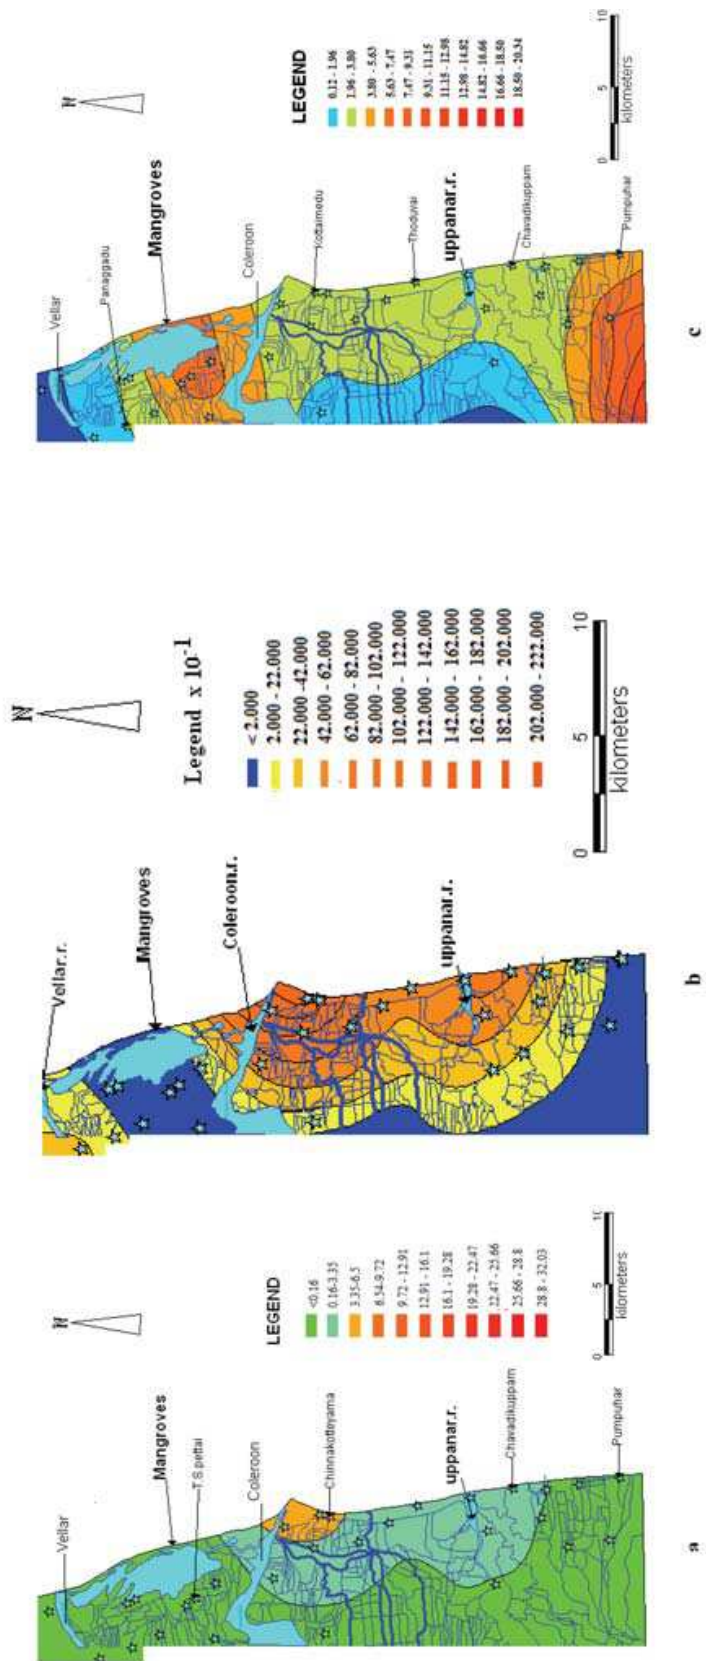 N
Vellar
Mangroves
T.S.pettai
Coleroon
Chinnakotteyama
uppanar.r.
Chavadikuppam
Pumpuhar
LEGEND
<0.16
0.16-3.35
3.35-6.5
6.54-9.72
9.72 - 12.91
12.91 - 16.1
16.1 - 19.28
19.28 - 22.47
22.47 - 25.66
25.66 - 28.8
28.8 - 32.03
0 5 10
kilometers
a
N
Vellar.r.
Mangroves
Coleroon.r.
uppanar.r.
Legend x 10-1
< 2.000
2.000 - 22.000
22.000 -42.000
42.000 - 62.000
62.000 - 82.000
82.000 - 102.000
102.000 - 122.000
122.000 - 142.000
142.000 - 162.000
162.000 - 182.000
182.000 - 202.000
202.000 - 222.000
0 5 10
kilometers
b
N
Vellar
Panaggadu
Mangroves
Coleroon
Kottaimedu
Thoduvai
uppanar.r.
Chavadikuppam
Pumpuhar
LEGEND
0.12 - 1.96
1.96 - 3.80
3.80 - 5.63
5.63 - 7.47
7.47 - 9.31
9.31 - 11.15
11.15 - 12.98
12.98 - 14.82
14.82 - 16.66
16.66 - 18.50
18.50 - 20.34
0 5 10
kilometers
c